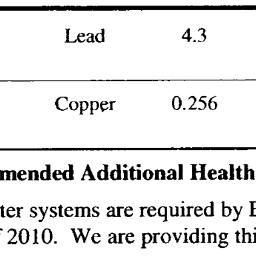 Lead 4.3
Copper 0.256
mended Additional Health
ter systems are required by E
2010. We are providing thi